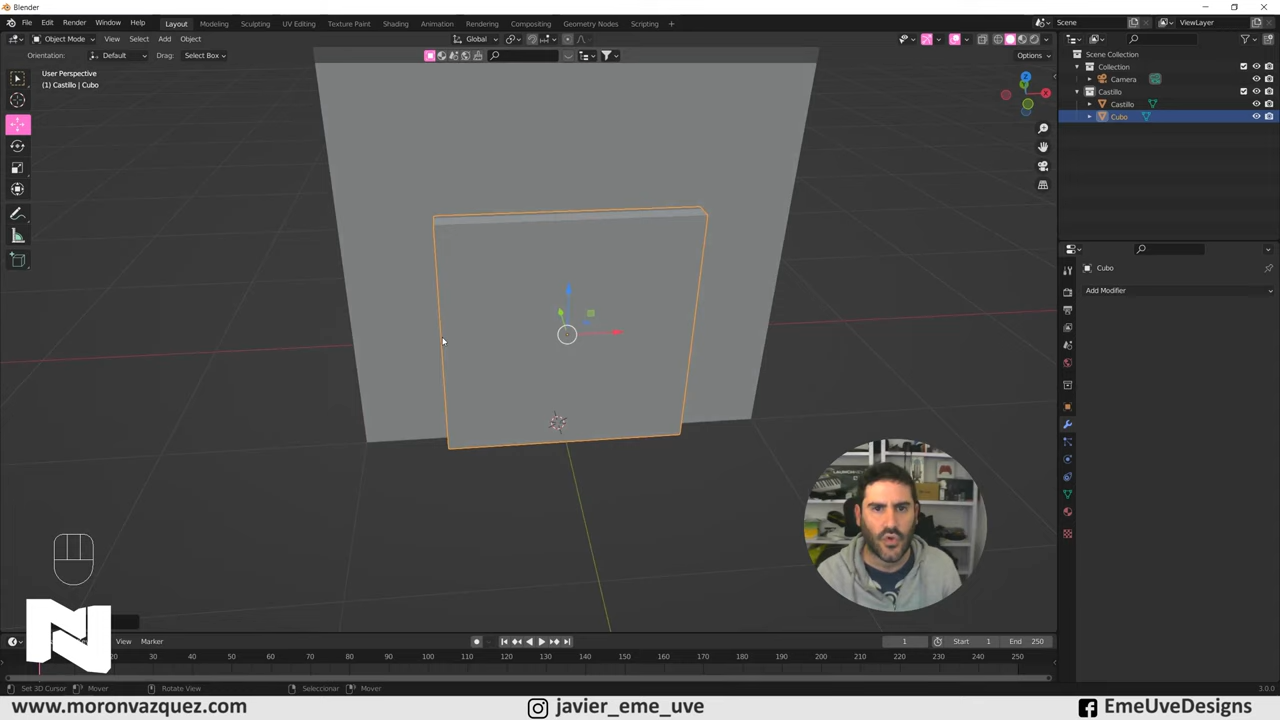 Blender
File Edit Render Window Help Layout Modeling Sculpting UV Editing Texture Paint Shading Animation Rendering Compositing Geometry Nodes Scripting + Scene ViewLayer
Object Mode View Select Add Object Global
Orientation: Default Drag: Select Box Options
User Perspective
(1) Castillo | Cubo
Scene Collection
Collection
Camera
Castillo
Castillo
Cubo
Cubo
Add Modifier
N
View Marker 1 Start 1 End 250
20 30 40 50 60 70 80 90 100 110 120 130 140 150 160 170 180 190 200 210 220 230 240 250
Set 3D Cursor Mover Rotate View Seleccionar Mover 3.0.0
www.moronvazquez.com javier_eme_uve EmeUveDesigns